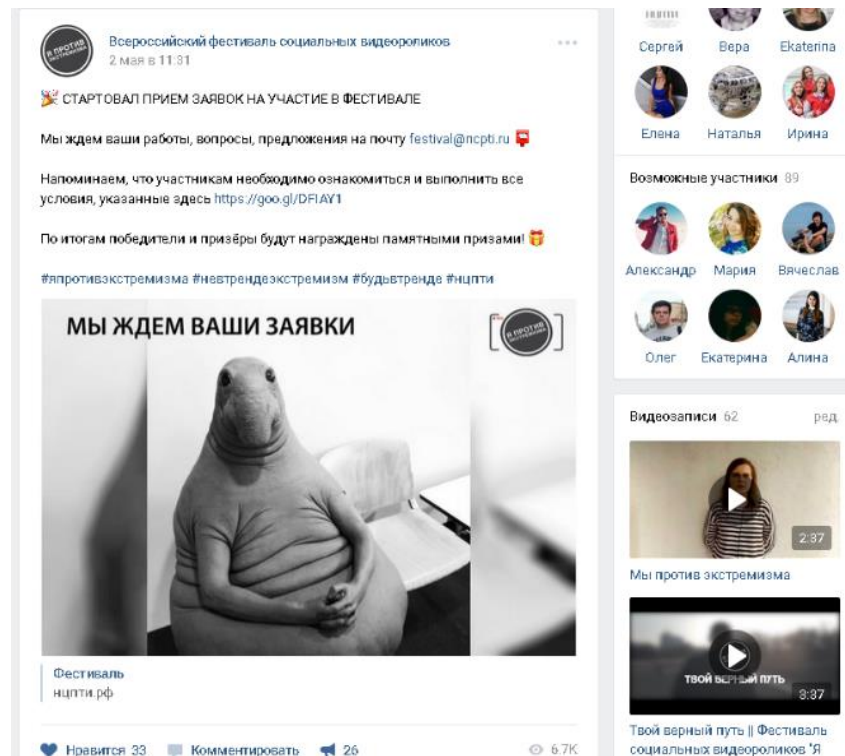 Я ПРОТИВ
ЭКСТРЕМИЗМА
Всероссийский фестиваль социальных видеороликов
2 мая в 11:31
СТАРТОВАЛ ПРИЕМ ЗАЯВОК НА УЧАСТИЕ В ФЕСТИВАЛЕ
Мы ждем ваши работы, вопросы, предложения на почту festival@ncpti.ru
Напоминаем, что участникам необходимо ознакомиться и выполнить все
условия, указанные здесь https://goo.gl/DFIAY1
По итогам победители и призёры будут награждены памятными призами!
#япротивэкстремизма #невтрендеэкстремизм #будьвтренде #нцпти
МЫ ЖДЕМ ВАШИ ЗАЯВКИ
Я ПРОТИВ
ЭКСТРЕМИЗМА
Фестиваль
нцпти.рф
Нравится 33 Комментировать 26 6.7K
Сергей Вера Ekaterina
Елена Наталья Ирина
Возможные участники 89
Александр Мария Вячеслав
Олег Екатерина Алина
Видеозаписи 62 ред.
2:37
Мы против экстремизма
ТВОЙ ВЕРНЫЙ ПУТЬ
3:37
Твой верный путь || Фестиваль
социальных видеороликов "Я